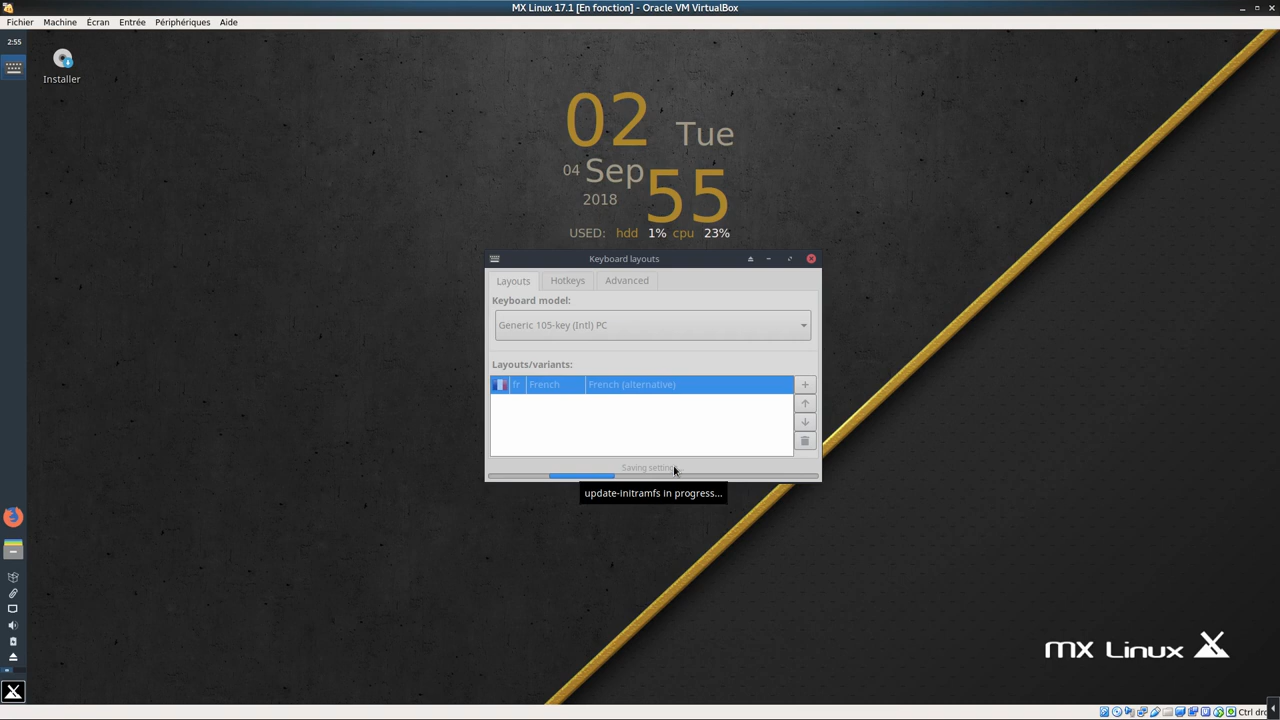 MX Linux 17.1 [En fonction] - Oracle VM VirtualBox
Fichier Machine Écran Entrée Périphériques Aide
2:55
Installer
02 Tue
04 Sep 55
2018
USED: hdd 1% cpu 23%
Keyboard layouts
Layouts Hotkeys Advanced
Keyboard model:
Generic 105-key (Intl) PC
Layouts/variants:
fr French French (alternative)
Saving setting
update-initramfs in progress...
MX Linux
Ctrl dro